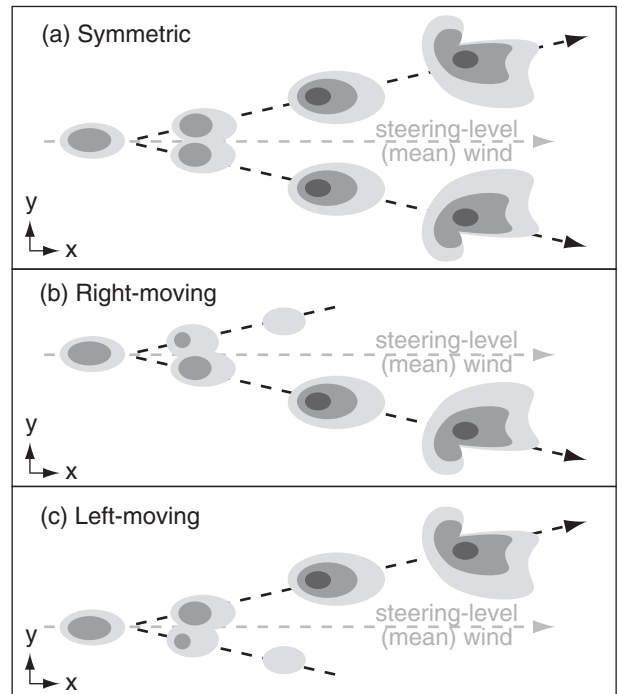 (a) Symmetric
steering-level
(mean) wind
y
x
(b) Right-moving
steering-level
(mean) wind
y
x
(c) Left-moving
steering-level
(mean) wind
y
x